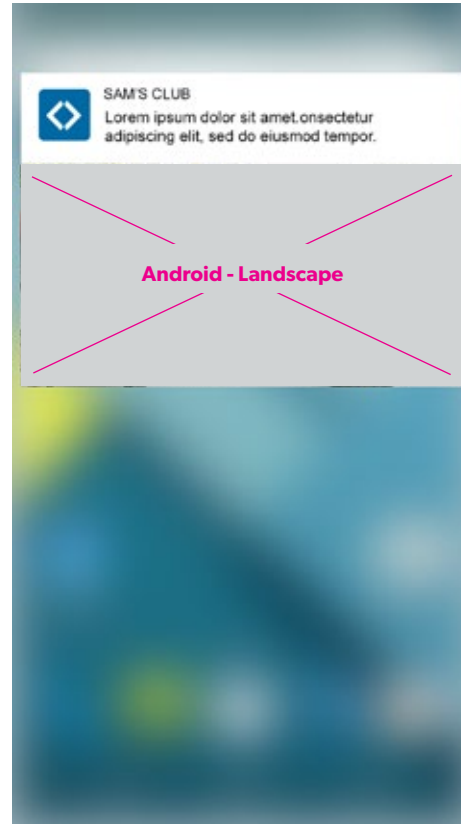 SAM'S CLUB
Lorem ipsum dolor sit amet.onsectetur
adipiscing elit, sed do eiusmod tempor.
Android - Landscape